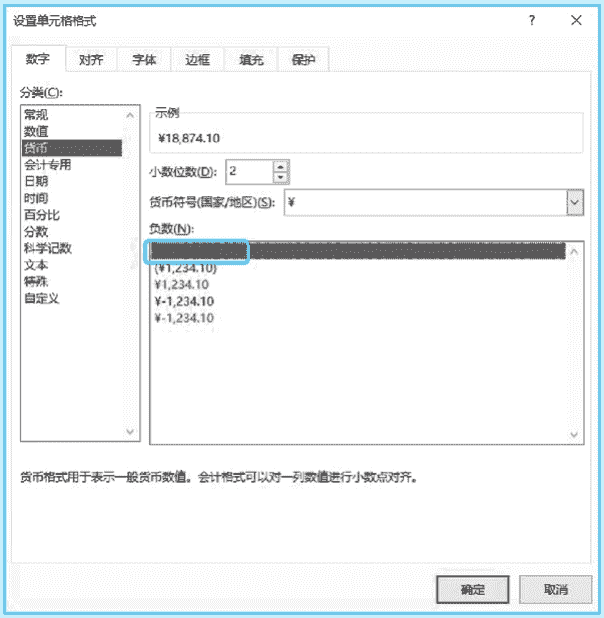 设置单元格格式 ? ×
数字 对齐 字体 边框 填充 保护
分类(C):
常规
数值
货币
会计专用
日期
时间
百分比
分数
科学记数
文本
特殊
自定义
示例
¥18,874.10
小数位数(D): 2
货币符号(国家/地区)(S): ¥
负数(N):
(¥1,234.10)
¥1,234.10
¥-1,234.10
¥-1,234.10
货币格式用于表示一般货币数值。会计格式可以对一列数值进行小数点对齐。
确定 取消